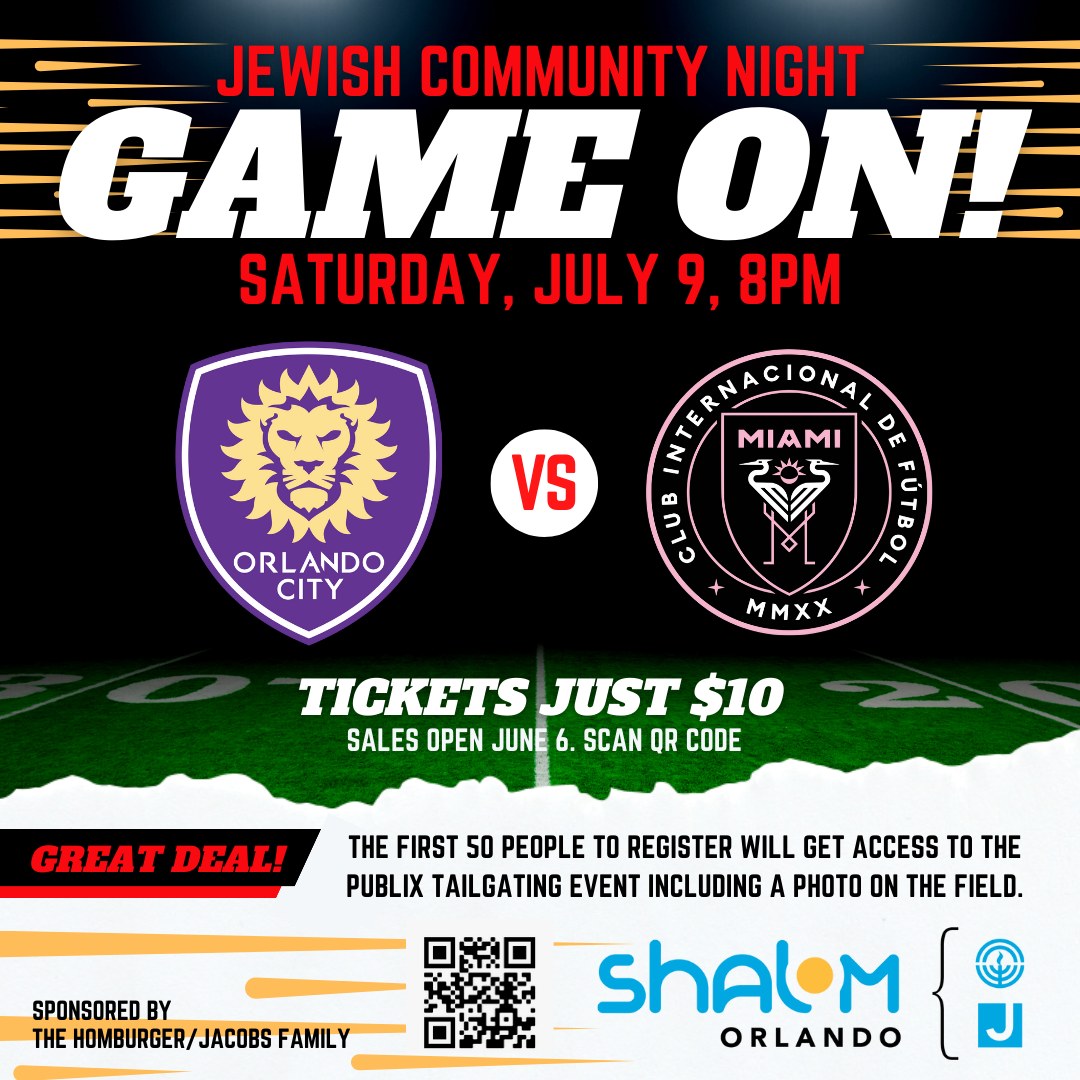 JEWISH COMMUNITY NIGHT
GAME ON!
SATURDAY, JULY 9, 8PM
ORLANDO
CITY
VS
CLUB INTERNACIONAL DE FÚTBOL
MIAMI
MMXX
TICKETS JUST $10
SALES OPEN JUNE 6. SCAN QR CODE
GREAT DEAL!
THE FIRST 50 PEOPLE TO REGISTER WILL GET ACCESS TO THE
PUBLIX TAILGATING EVENT INCLUDING A PHOTO ON THE FIELD.
SPONSORED BY
THE HOMBURGER/JACOBS FAMILY
shalom
ORLANDO
J